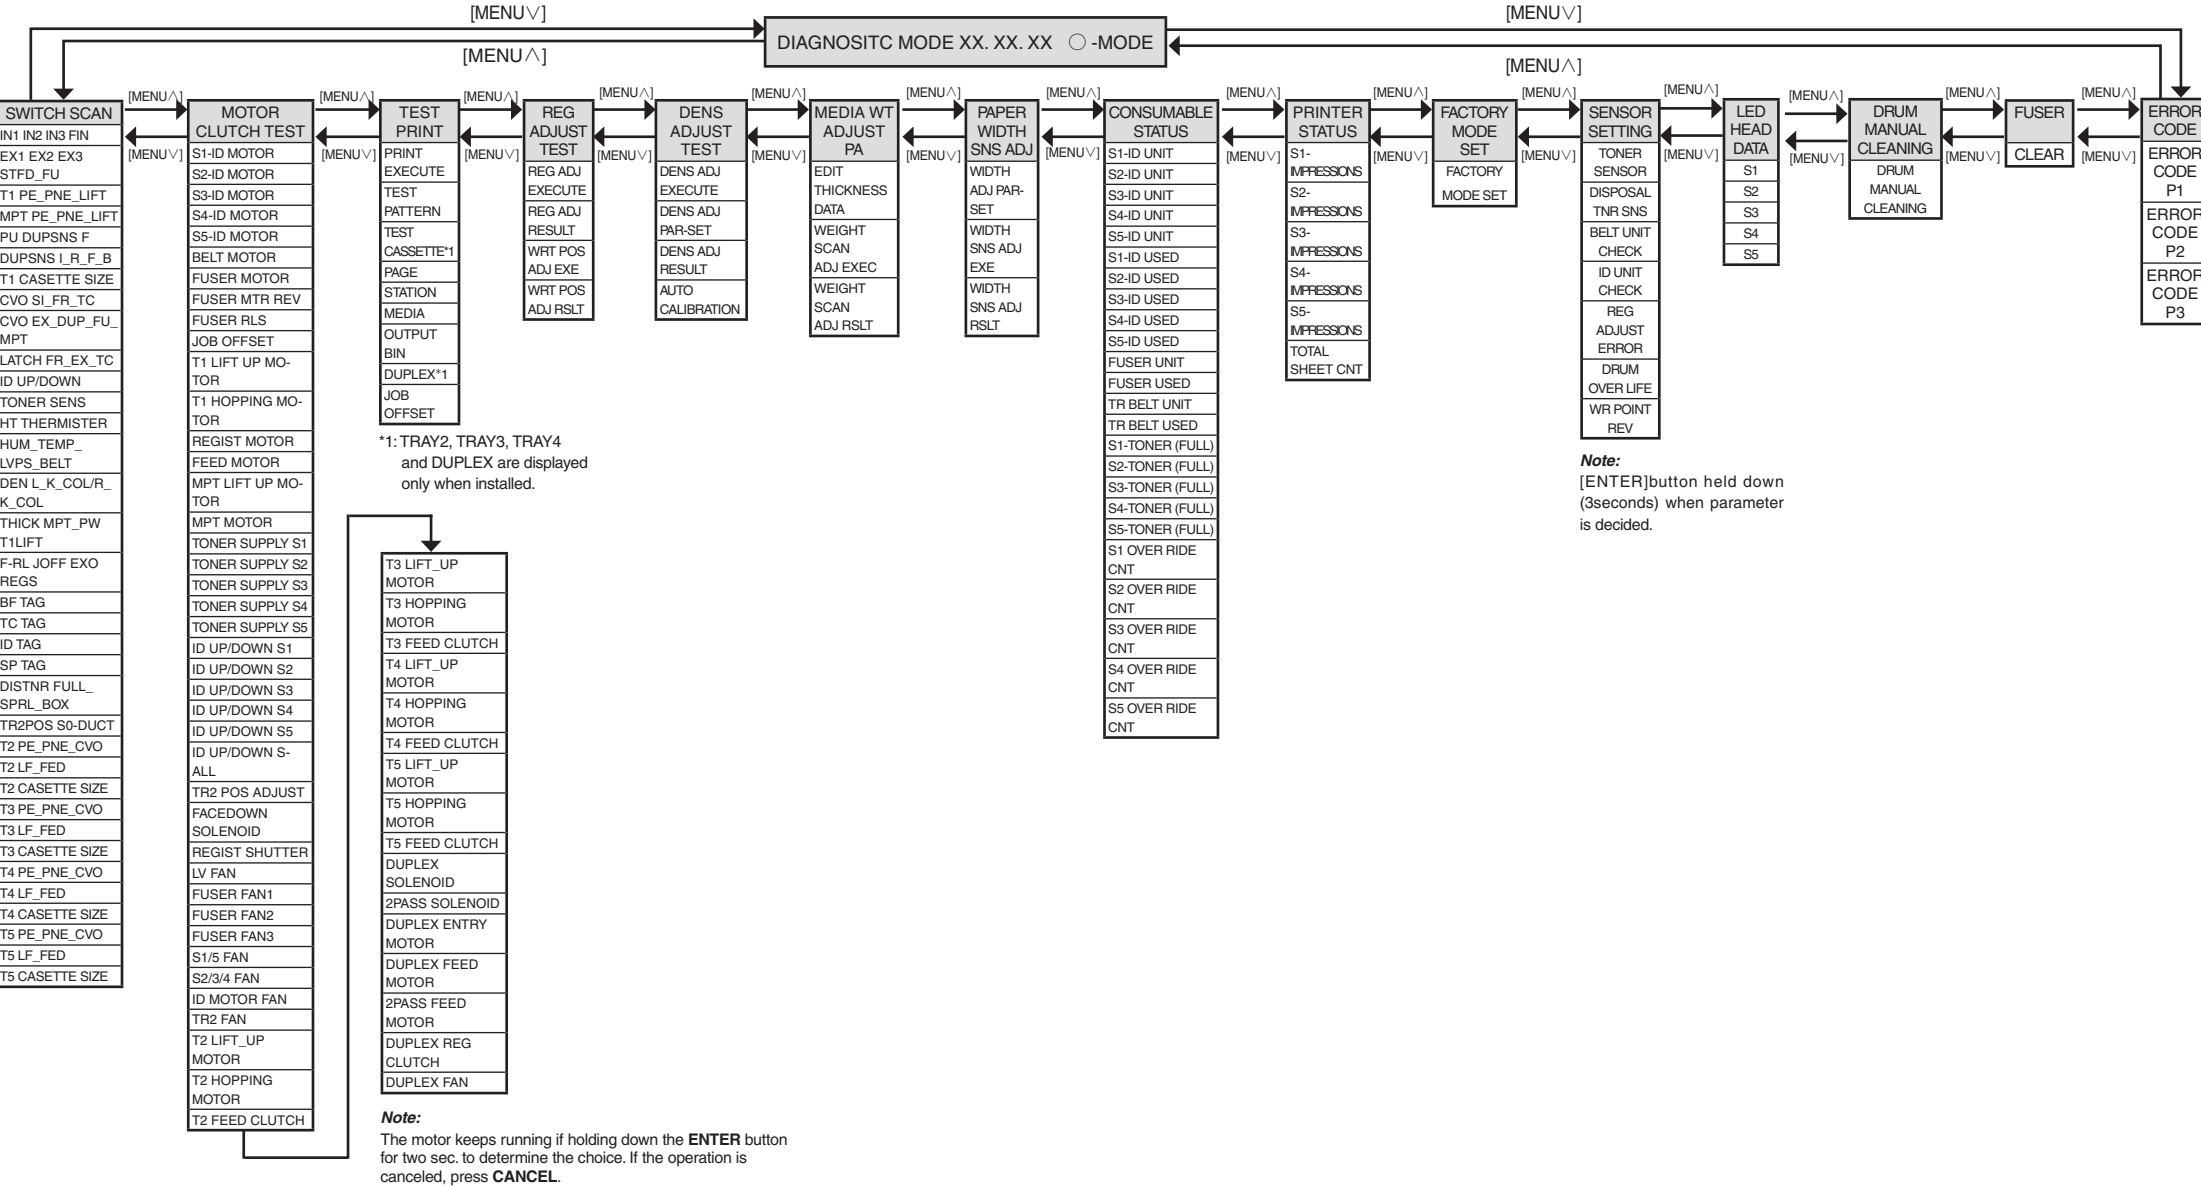 [MENU∨]
[MENU∨]
DIAGNOSITC MODE XX. XX. XX ○ -MODE
[MENU∧]
[MENU∧]
SWITCH SCAN
IN1 IN2 IN3 FIN
EX1 EX2 EX3
STFD_FU
T1 PE_PNE_LIFT
MPT PE_PNE_LIFT
PU DUPSNS F
DUPSNS I_R_F_B
T1 CASETTE SIZE
CVO SI_FR_TC
CVO EX_DUP_FU_
MPT
LATCH FR_EX_TC
ID UP/DOWN
TONER SENS
HT THERMISTER
HUM_TEMP_
LVPS_BELT
DEN L_K_COL/R_
K_COL
THICK MPT_PW
T1LIFT
F-RL JOFF EXO
REGS
BF TAG
TC TAG
ID TAG
SP TAG
DISTNR FULL_
SPRL_BOX
TR2POS S0-DUCT
T2 PE_PNE_CVO
T2 LF_FED
T2 CASETTE SIZE
T3 PE_PNE_CVO
T3 LF_FED
T3 CASETTE SIZE
T4 PE_PNE_CVO
T4 LF_FED
T4 CASETTE SIZE
T5 PE_PNE_CVO
T5 LF_FED
T5 CASETTE SIZE
[MENU∧]
[MENU∨]
MOTOR
CLUTCH TEST
S1-ID MOTOR
S2-ID MOTOR
S3-ID MOTOR
S4-ID MOTOR
S5-ID MOTOR
BELT MOTOR
FUSER MOTOR
FUSER MTR REV
FUSER RLS
JOB OFFSET
T1 LIFT UP MO-
TOR
T1 HOPPING MO-
TOR
REGIST MOTOR
FEED MOTOR
MPT LIFT UP MO-
TOR
MPT MOTOR
TONER SUPPLY S1
TONER SUPPLY S2
TONER SUPPLY S3
TONER SUPPLY S4
TONER SUPPLY S5
ID UP/DOWN S1
ID UP/DOWN S2
ID UP/DOWN S3
ID UP/DOWN S4
ID UP/DOWN S5
ID UP/DOWN S-
ALL
TR2 POS ADJUST
FACEDOWN
SOLENOID
REGIST SHUTTER
LV FAN
FUSER FAN1
FUSER FAN2
FUSER FAN3
S1/5 FAN
S2/3/4 FAN
ID MOTOR FAN
TR2 FAN
T2 LIFT_UP
MOTOR
T2 HOPPING
MOTOR
T2 FEED CLUTCH
[MENU∧]
[MENU∨]
TEST
PRINT
PRINT
EXECUTE
TEST
PATTERN
TEST
CASSETTE*1
PAGE
STATION
MEDIA
OUTPUT
BIN
DUPLEX*1
JOB
OFFSET
*1: TRAY2, TRAY3, TRAY4
and DUPLEX are displayed
only when installed.
T3 LIFT_UP
MOTOR
T3 HOPPING
MOTOR
T3 FEED CLUTCH
T4 LIFT_UP
MOTOR
T4 HOPPING
MOTOR
T4 FEED CLUTCH
T5 LIFT_UP
MOTOR
T5 HOPPING
MOTOR
T5 FEED CLUTCH
DUPLEX
SOLENOID
2PASS SOLENOID
DUPLEX ENTRY
MOTOR
DUPLEX FEED
MOTOR
2PASS FEED
MOTOR
DUPLEX REG
CLUTCH
DUPLEX FAN
Note:
The motor keeps running if holding down the ENTER button
for two sec. to determine the choice. If the operation is
canceled, press CANCEL.
[MENU∧]
[MENU∨]
REG
ADJUST
TEST
REG ADJ
EXECUTE
REG ADJ
RESULT
WRT POS
ADJ EXE
WRT POS
ADJ RSLT
[MENU∧]
[MENU∨]
DENS
ADJUST
TEST
DENS ADJ
EXECUTE
DENS ADJ
PAR-SET
DENS ADJ
RESULT
AUTO
CALIBRATION
[MENU∧]
[MENU∨]
MEDIA WT
ADJUST
PA
EDIT
THICKNESS
DATA
WEIGHT
SCAN
ADJ EXEC
WEIGHT
SCAN
ADJ RSLT
[MENU∧]
[MENU∨]
PAPER
WIDTH
SNS ADJ
WIDTH
ADJ PAR-
SET
WIDTH
SNS ADJ
EXE
WIDTH
SNS ADJ
RSLT
[MENU∧]
[MENU∨]
CONSUMABLE
STATUS
S1-ID UNIT
S2-ID UNIT
S3-ID UNIT
S4-ID UNIT
S5-ID UNIT
S1-ID USED
S2-ID USED
S3-ID USED
S4-ID USED
S5-ID USED
FUSER UNIT
FUSER USED
TR BELT UNIT
TR BELT USED
S1-TONER (FULL)
S2-TONER (FULL)
S3-TONER (FULL)
S4-TONER (FULL)
S5-TONER (FULL)
S1 OVER RIDE
CNT
S2 OVER RIDE
CNT
S3 OVER RIDE
CNT
S4 OVER RIDE
CNT
S5 OVER RIDE
CNT
[MENU∧]
[MENU∨]
PRINTER
STATUS
S1-
IMPRESSIONS
S2-
IMPRESSIONS
S3-
IMPRESSIONS
S4-
IMPRESSIONS
S5-
IMPRESSIONS
TOTAL
SHEET CNT
[MENU∧]
[MENU∨]
FACTORY
MODE
SET
FACTORY
MODE SET
[MENU∧]
[MENU∨]
SENSOR
SETTING
TONER
SENSOR
DISPOSAL
TNR SNS
BELT UNIT
CHECK
ID UNIT
CHECK
REG
ADJUST
ERROR
DRUM
OVER LIFE
WR POINT
REV
Note:
[ENTER]button held down
(3seconds) when parameter
is decided.
[MENU∧]
[MENU∨]
LED
HEAD
DATA
S1
S2
S3
S4
S5
[MENU∧]
[MENU∨]
DRUM
MANUAL
CLEANING
DRUM
MANUAL
CLEANING
[MENU∧]
[MENU∨]
FUSER
CLEAR
[MENU∧]
[MENU∨]
ERROR
CODE
ERROR
CODE
P1
ERROR
CODE
P2
ERROR
CODE
P3